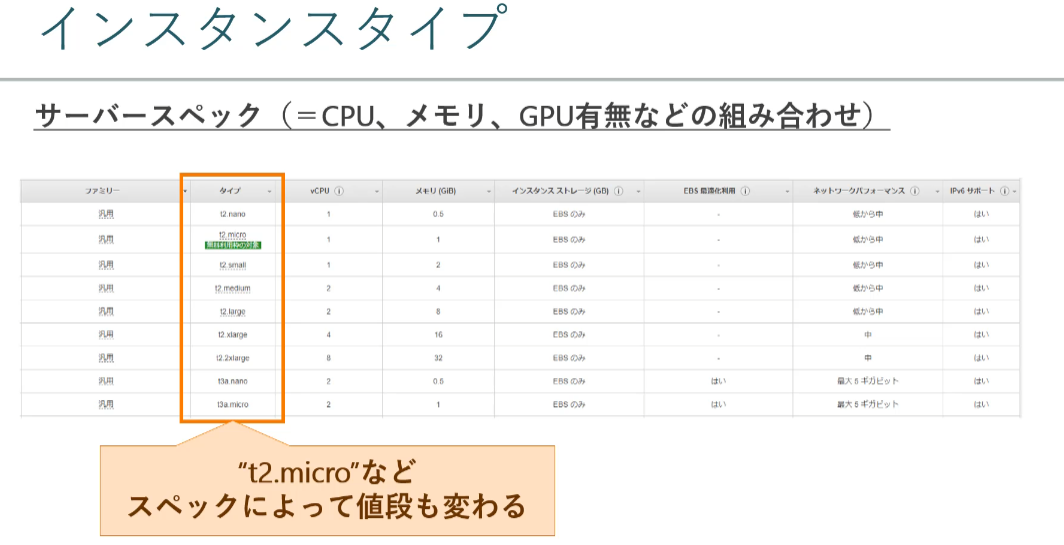 インスタンスタイプ
サーバースペック（＝CPU、メモリ、GPU有無などの組み合わせ）
ファミリー タイプ vCPU メモリ (GiB) インスタンス ストレージ (GB) EBS 最適化利用 ネットワークパフォーマンス IPv6 サポート
汎用 t2.nano 1 0.5 EBS のみ - 低から中 はい
汎用 t2.micro 1 1 EBS のみ - 低から中 はい
無料利用枠の対象
汎用 t2.small 1 2 EBS のみ - 低から中 はい
汎用 t2.medium 2 4 EBS のみ - 低から中 はい
汎用 t2.large 2 8 EBS のみ - 低から中 はい
汎用 t2.xlarge 4 16 EBS のみ - 中 はい
汎用 t2.2xlarge 8 32 EBS のみ - 中 はい
汎用 t3a.nano 2 0.5 EBS のみ はい 最大 5 ギガビット はい
汎用 t3a.micro 2 1 EBS のみ はい 最大 5 ギガビット はい
“t2.micro”など
スペックによって値段も変わる